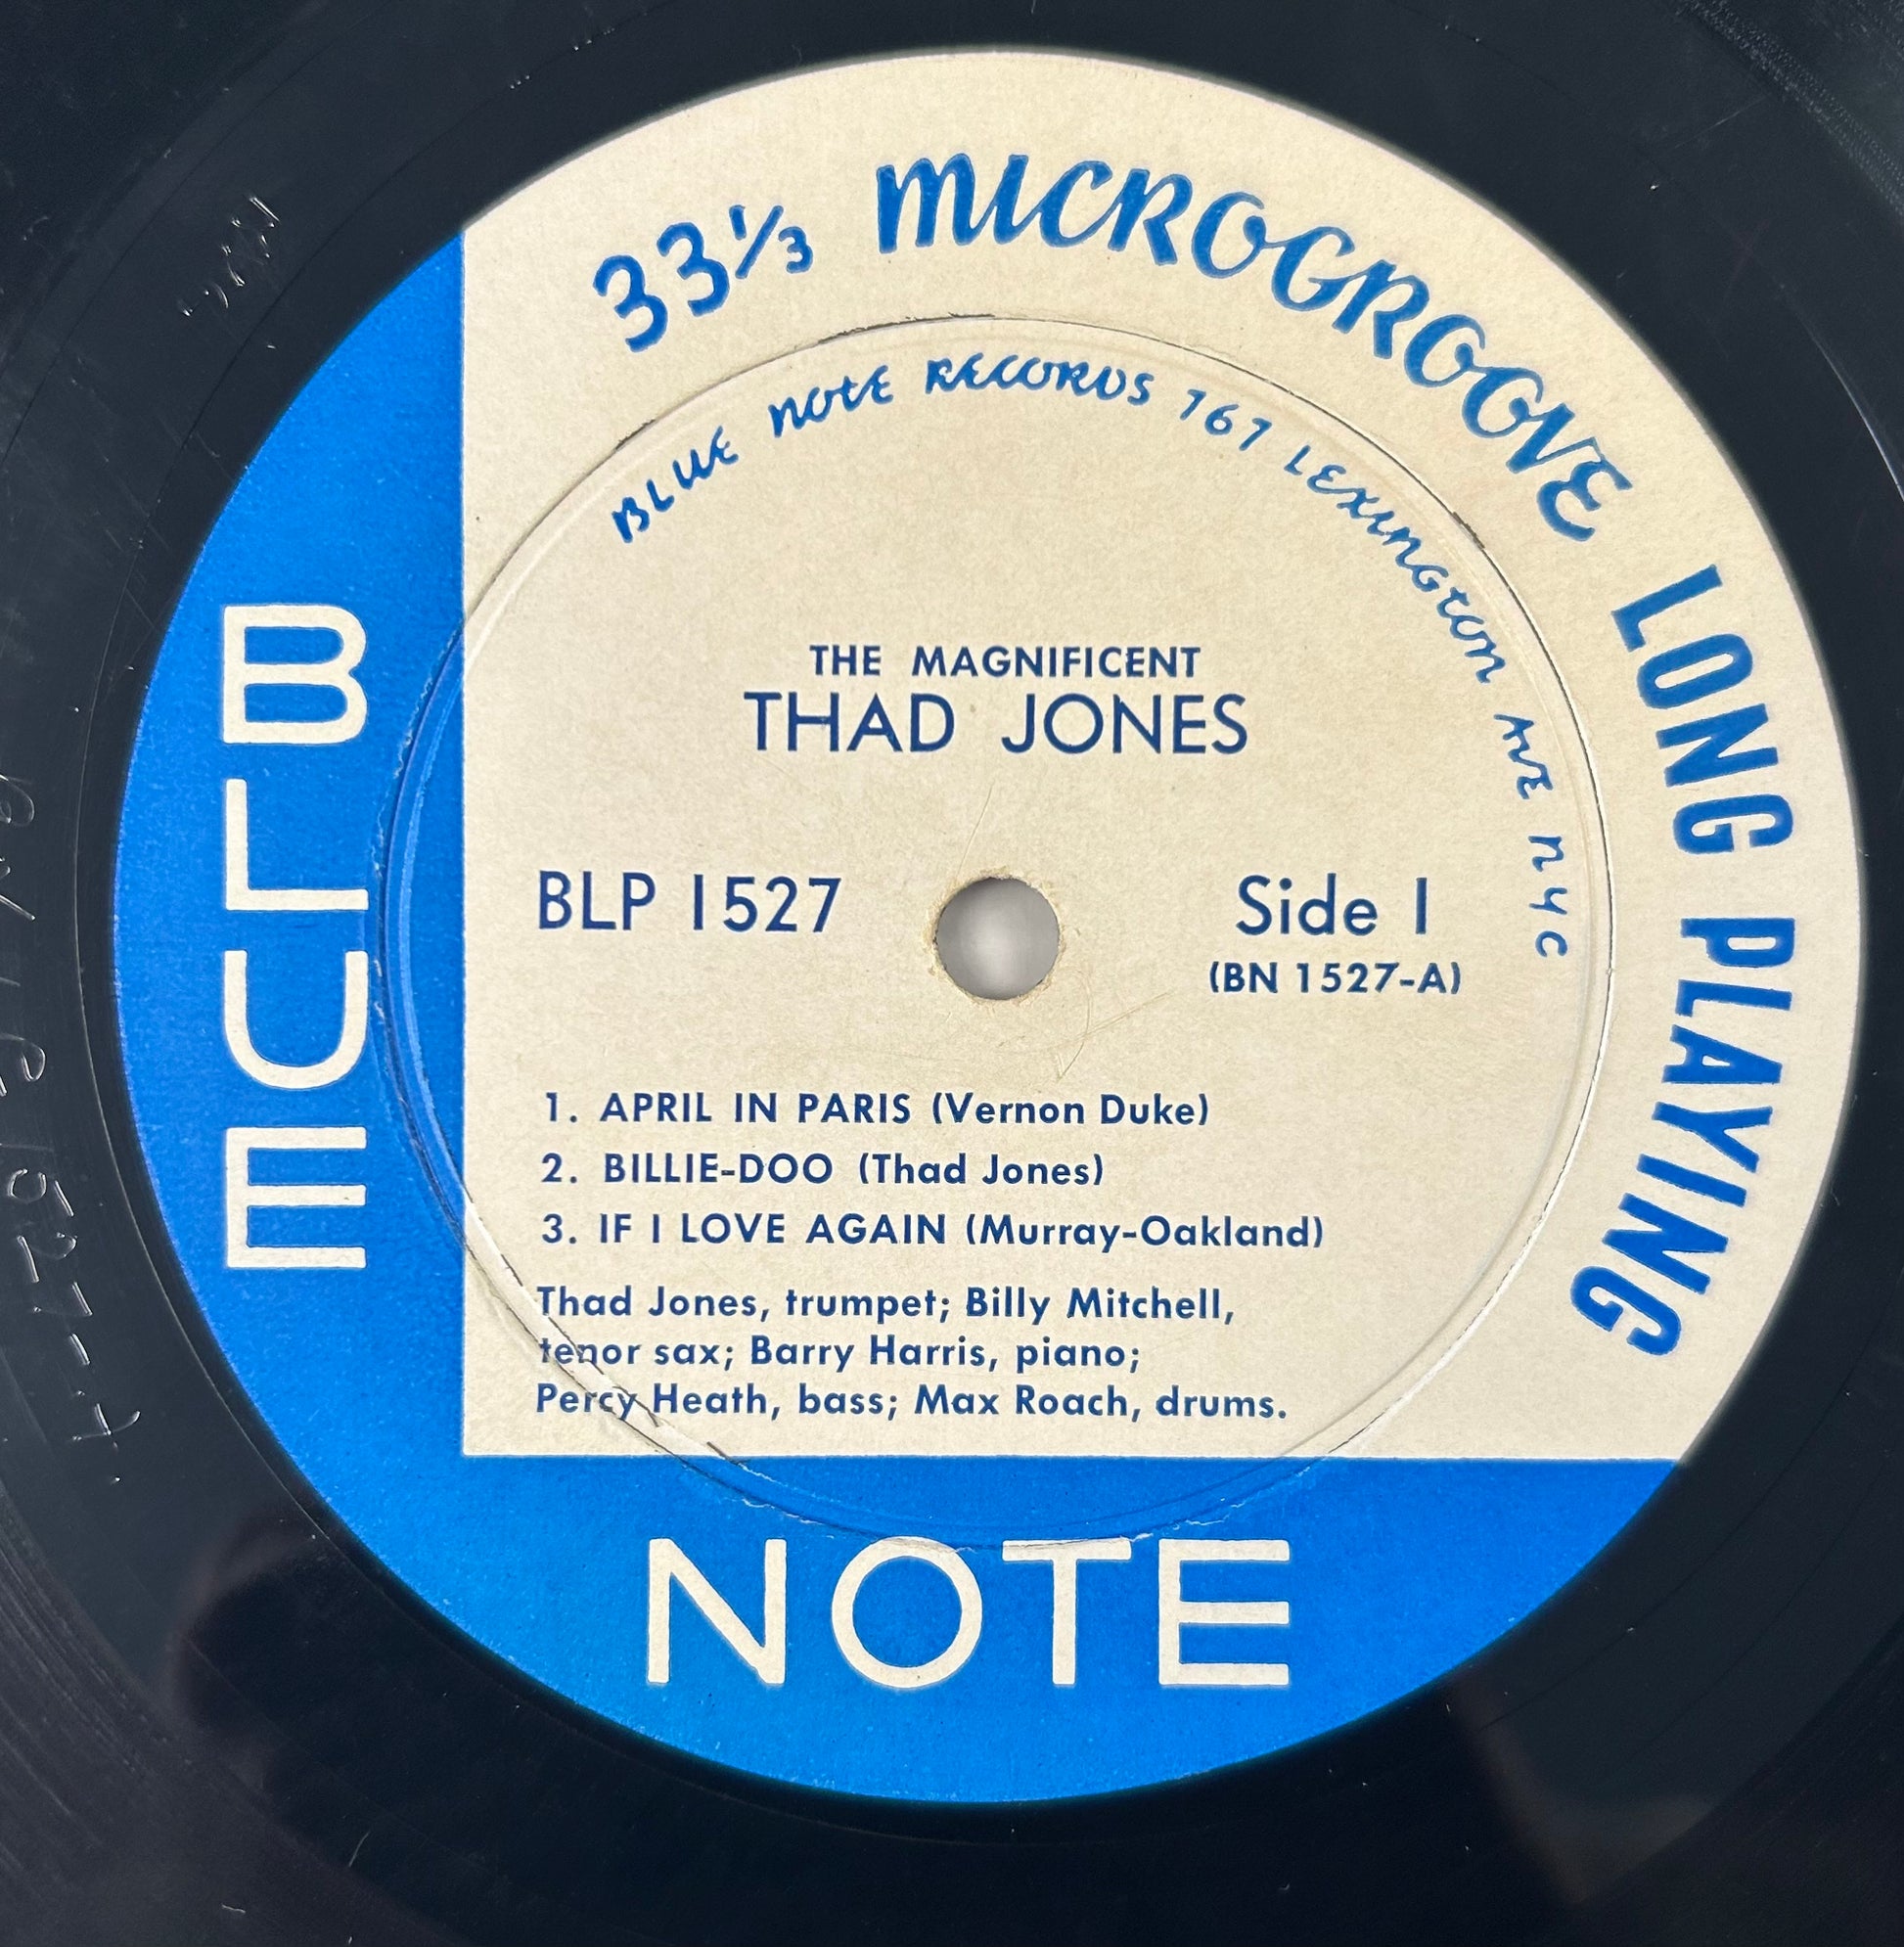 33⅓ MICROGROOVE LONG PLAYING
BLUE NOTE RECORDS 767 LEXINGTON AVE NYC
THE MAGNIFICENT
THAD JONES
BLP 1527
Side 1
(BN 1527-A)
1. APRIL IN PARIS (Vernon Duke)
2. BILLIE-DOO (Thad Jones)
3. IF I LOVE AGAIN (Murray-Oakland)
Thad Jones, trumpet; Billy Mitchell,
tenor sax; Barry Harris, piano;
Percy Heath, bass; Max Roach, drums.
BLUE
NOTE